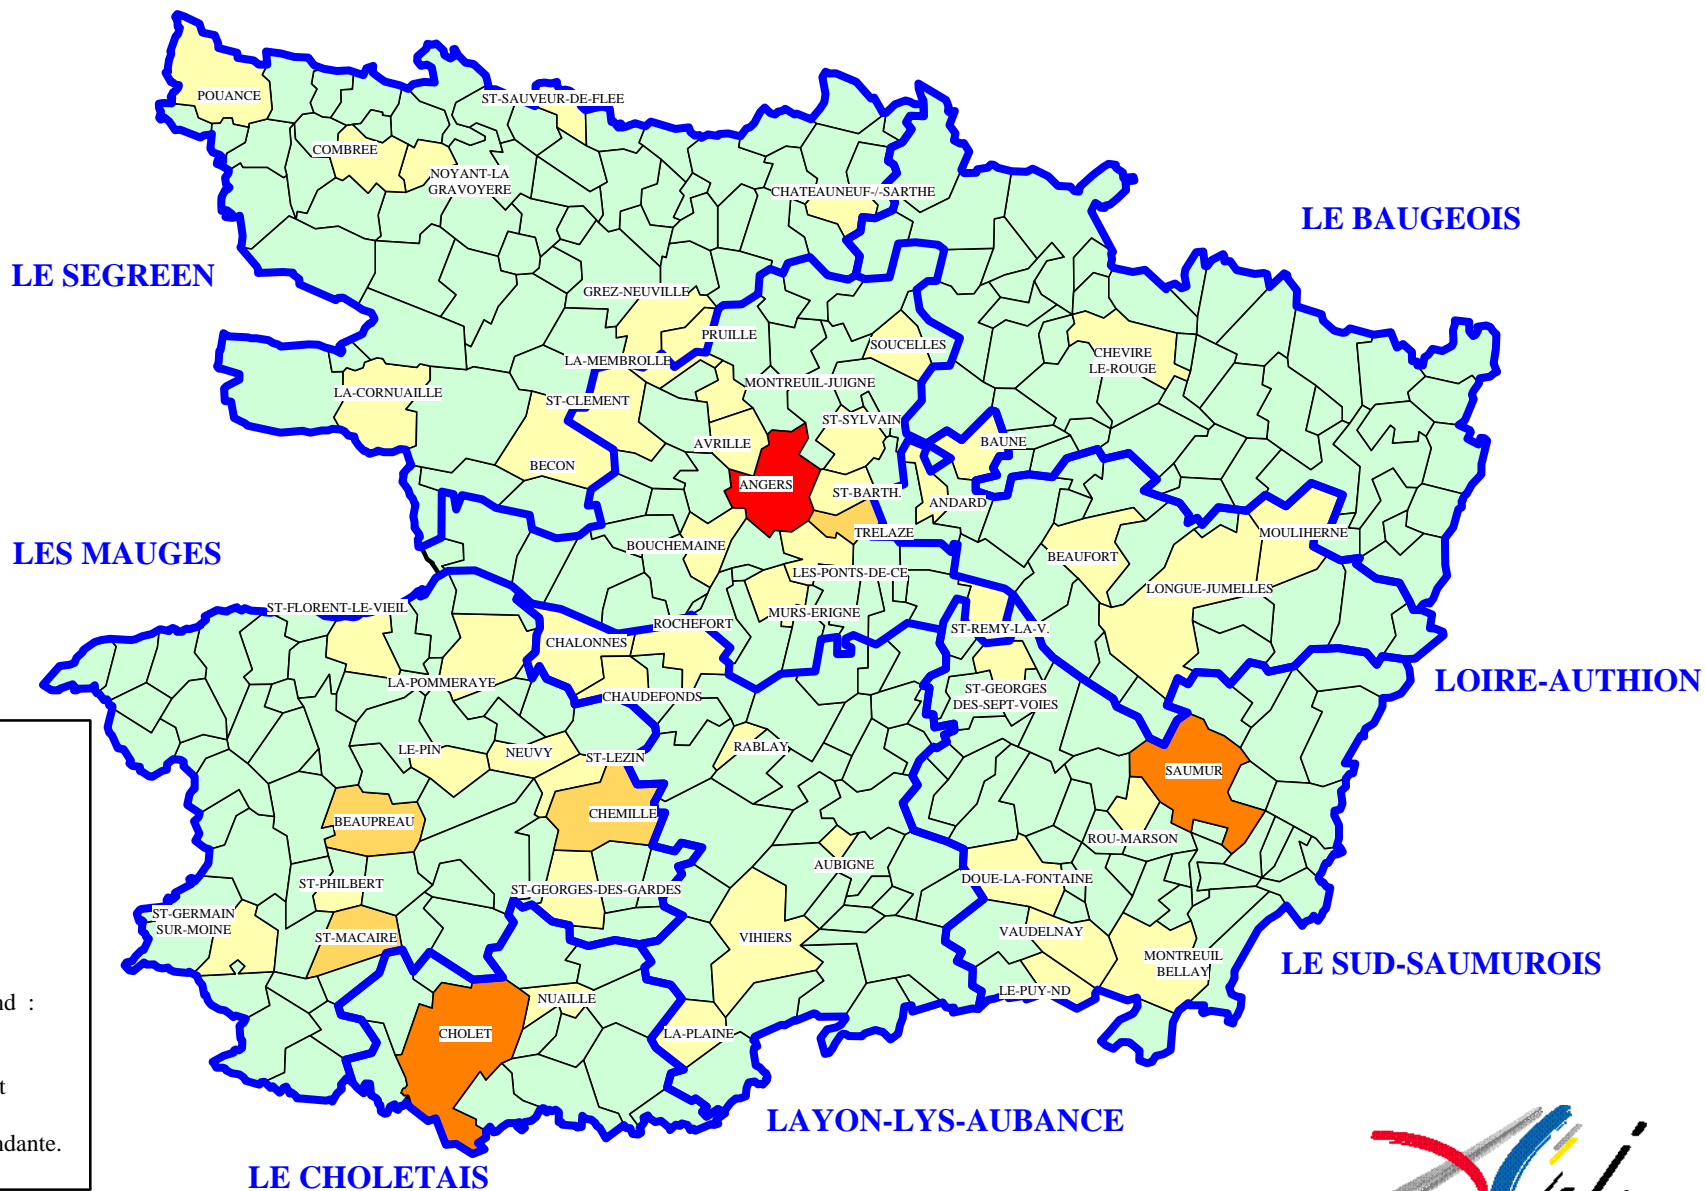 POUANCE
ST-SAUVEUR-DE-FLEE
COMBREE
NOYANT-LA
GRAVOYERE
CHATEAUNEUF-/-SARTHE
LE BAUGEOIS
LE SEGREEN
GREZ-NEUVILLE
PRUILLE
SOUCELLES
CHEVIRE
LE-ROUGE
LA-MEMBROLLE
MONTREUIL-JUIGNE
LA-CORNUAILLE
ST-CLEMENT
ST-SYLVAIN
AVRILLE
BAUNE
BECON
ANGERS
ST-BARTH.
ANDARD
TRELAZE
MOULIHERNE
LES MAUGES
BOUCHEMAINE
BEAUFORT
LES-PONTS-DE-CE
LONGUE-JUMELLES
ST-FLORENT-LE-VIEIL
MURS-ERIGNE
ROCHEFORT
ST-REMY-LA-V.
CHALONNES
LA-POMMERAYE
CHAUDEFONDS
ST-GEORGES
DES-SEPT-VOIES
LOIRE-AUTHION
LE-PIN
NEUVY
ST-LEZIN
RABLAY
SAUMUR
BEAUPREAU
CHEMILLE
ROU-MARSON
AUBIGNE
ST-PHILBERT
ST-GEORGES-DES-GARDES
DOUE-LA-FONTAINE
ST-GERMAIN
SUR-MOINE
ST-MACAIRE
VIHIERS
VAUDELNAY
MONTREUIL
BELLAY
LE SUD-SAUMUROIS
LE-PUY-ND
NUAILLE
nd :
CHOLET
LA-PLAINE
t
ndante.
LAYON-LYS-AUBANCE
LE CHOLETAIS